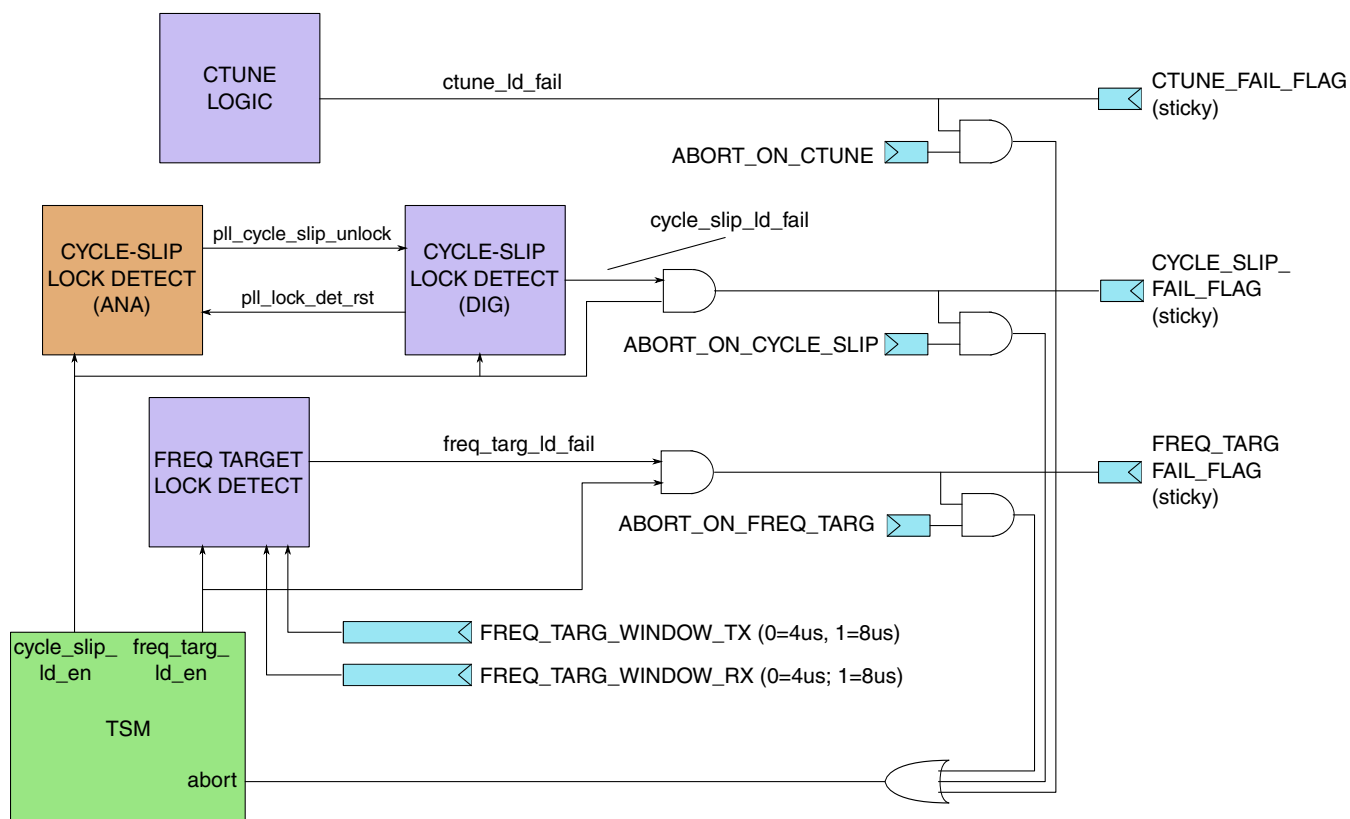 CTUNE
LOGIC
ctune_ld_fail
CTUNE_FAIL_FLAG
(sticky)
ABORT_ON_CTUNE
CYCLE-SLIP
LOCK DETECT
(ANA)
pll_cycle_slip_unlock
pll_lock_det_rst
CYCLE-SLIP
LOCK DETECT
(DIG)
cycle_slip_ld_fail
CYCLE_SLIP_
FAIL_FLAG
(sticky)
ABORT_ON_CYCLE_SLIP
FREQ TARGET
LOCK DETECT
freq_targ_ld_fail
FREQ_TARG
FAIL_FLAG
(sticky)
ABORT_ON_FREQ_TARG
FREQ_TARG_WINDOW_TX (0=4us, 1=8us)
FREQ_TARG_WINDOW_RX (0=4us; 1=8us)
cycle_slip_
ld_en
freq_targ_
ld_en
TSM
abort